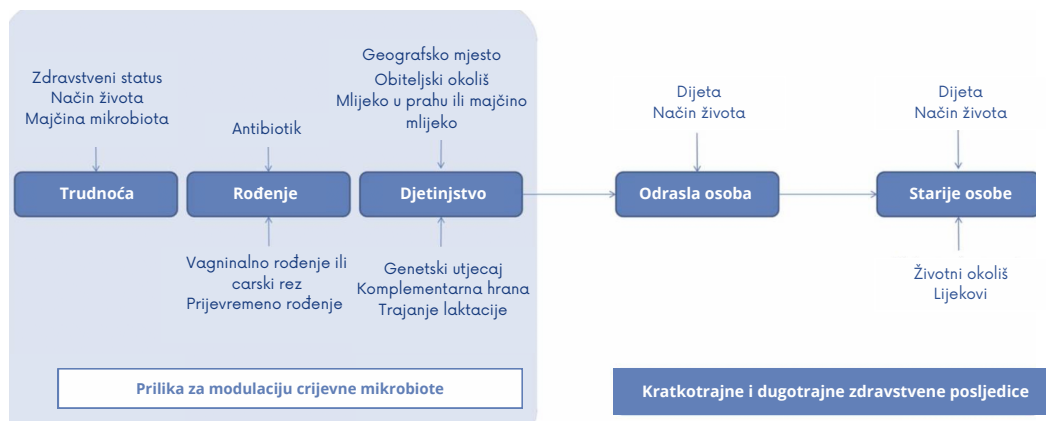 Zdravstveni status
Način života
Majčina mikrobiota
Antibiotik
Geografsko mjesto
Obiteljski okoliš
Mlijeko u prahu ili majčino
mlijeko
Dijeta
Način života
Dijeta
Način života
Trudnoća
Rođenje
Djetinjstvo
Odrasla osoba
Starije osobe
Vagninalno rođenje ili
carski rez
Prijevremeno rođenje
Genetski utjecaj
Komplementarna hrana
Trajanje laktacije
Životni okoliš
Lijekovi
Prilika za modulaciju crijevne mikrobiote
Kratkotrajne i dugotrajne zdravstvene posljedice